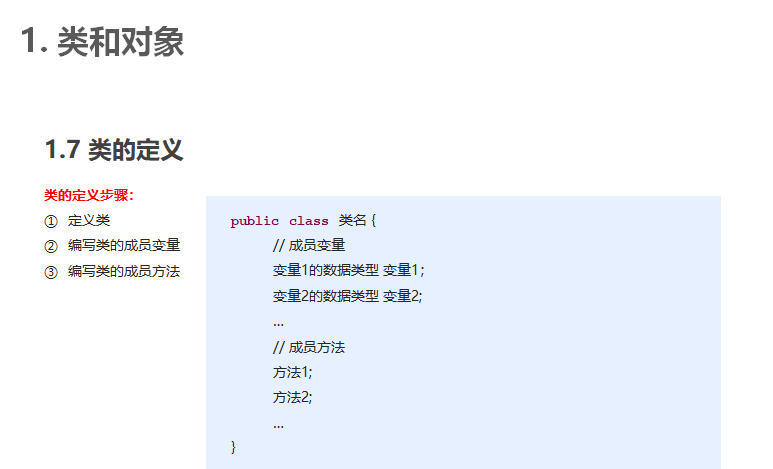 1. 类和对象
1.7 类的定义
类的定义步骤：
① 定义类
② 编写类的成员变量
③ 编写类的成员方法
public class 类名 {
// 成员变量
变量1的数据类型 变量1；
变量2的数据类型 变量2;
…
// 成员方法
方法1;
方法2;
…
}